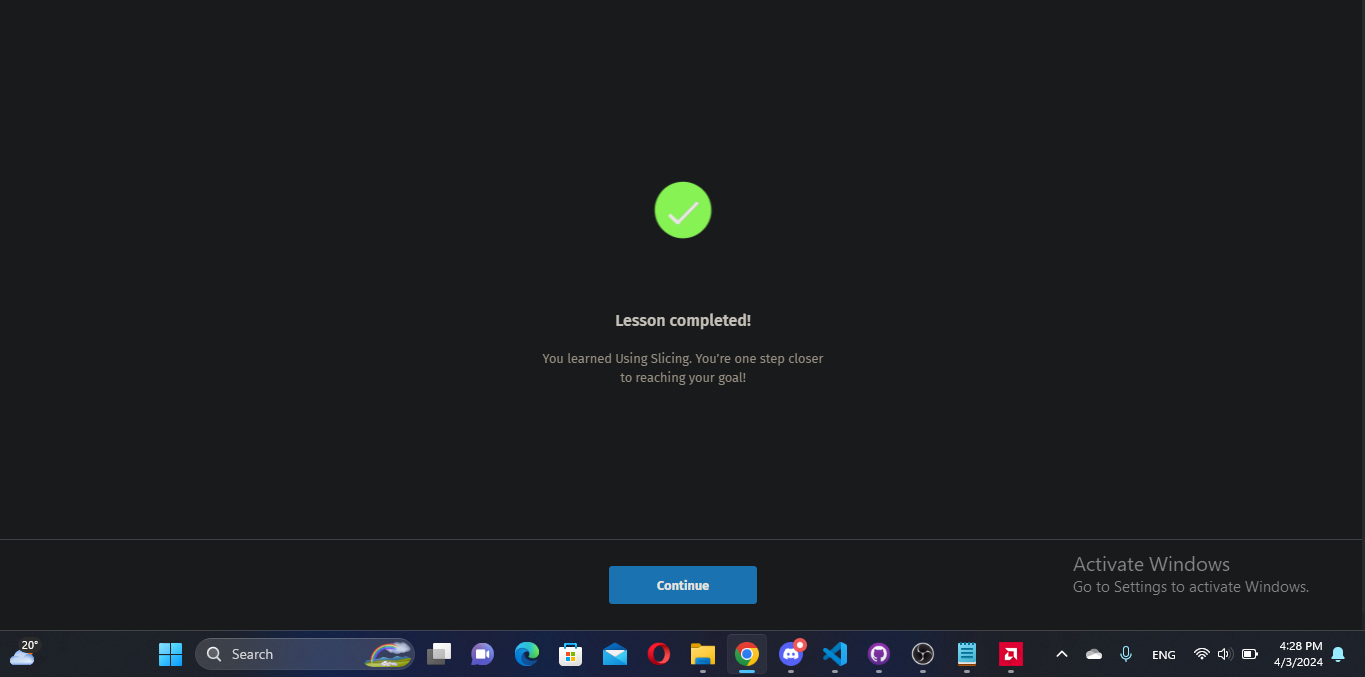 Lesson completed!
You learned Using Slicing. You're one step closer
to reaching your goal!
Continue
Activate Windows
Go to Settings to activate Windows.
20°
Search
ENG
4:28 PM
4/3/2024